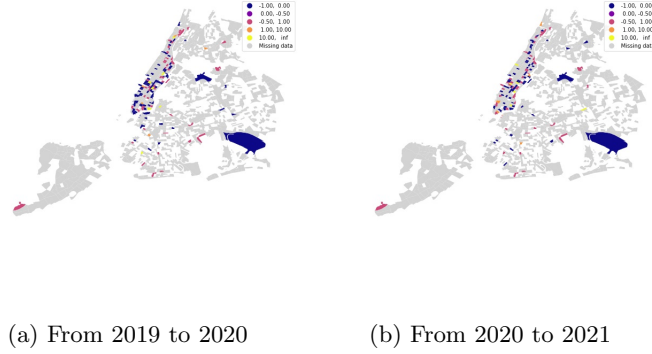 -1.00, 0.00
0.00, -0.50
-0.50, 1.00
1.00, 10.00
10.00, inf
Missing data
-1.00, 0.00
0.00, -0.50
-0.50, 1.00
1.00, 10.00
10.00, inf
Missing data
(a) From 2019 to 2020
(b) From 2020 to 2021